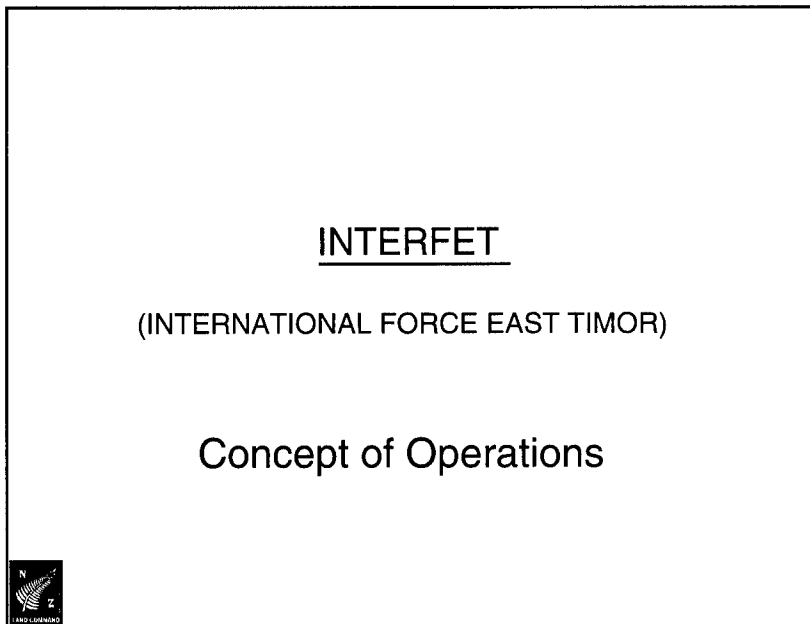 INTERFET
(INTERNATIONAL FORCE EAST TIMOR)
Concept of Operations
N
Z
LAND COMMAND